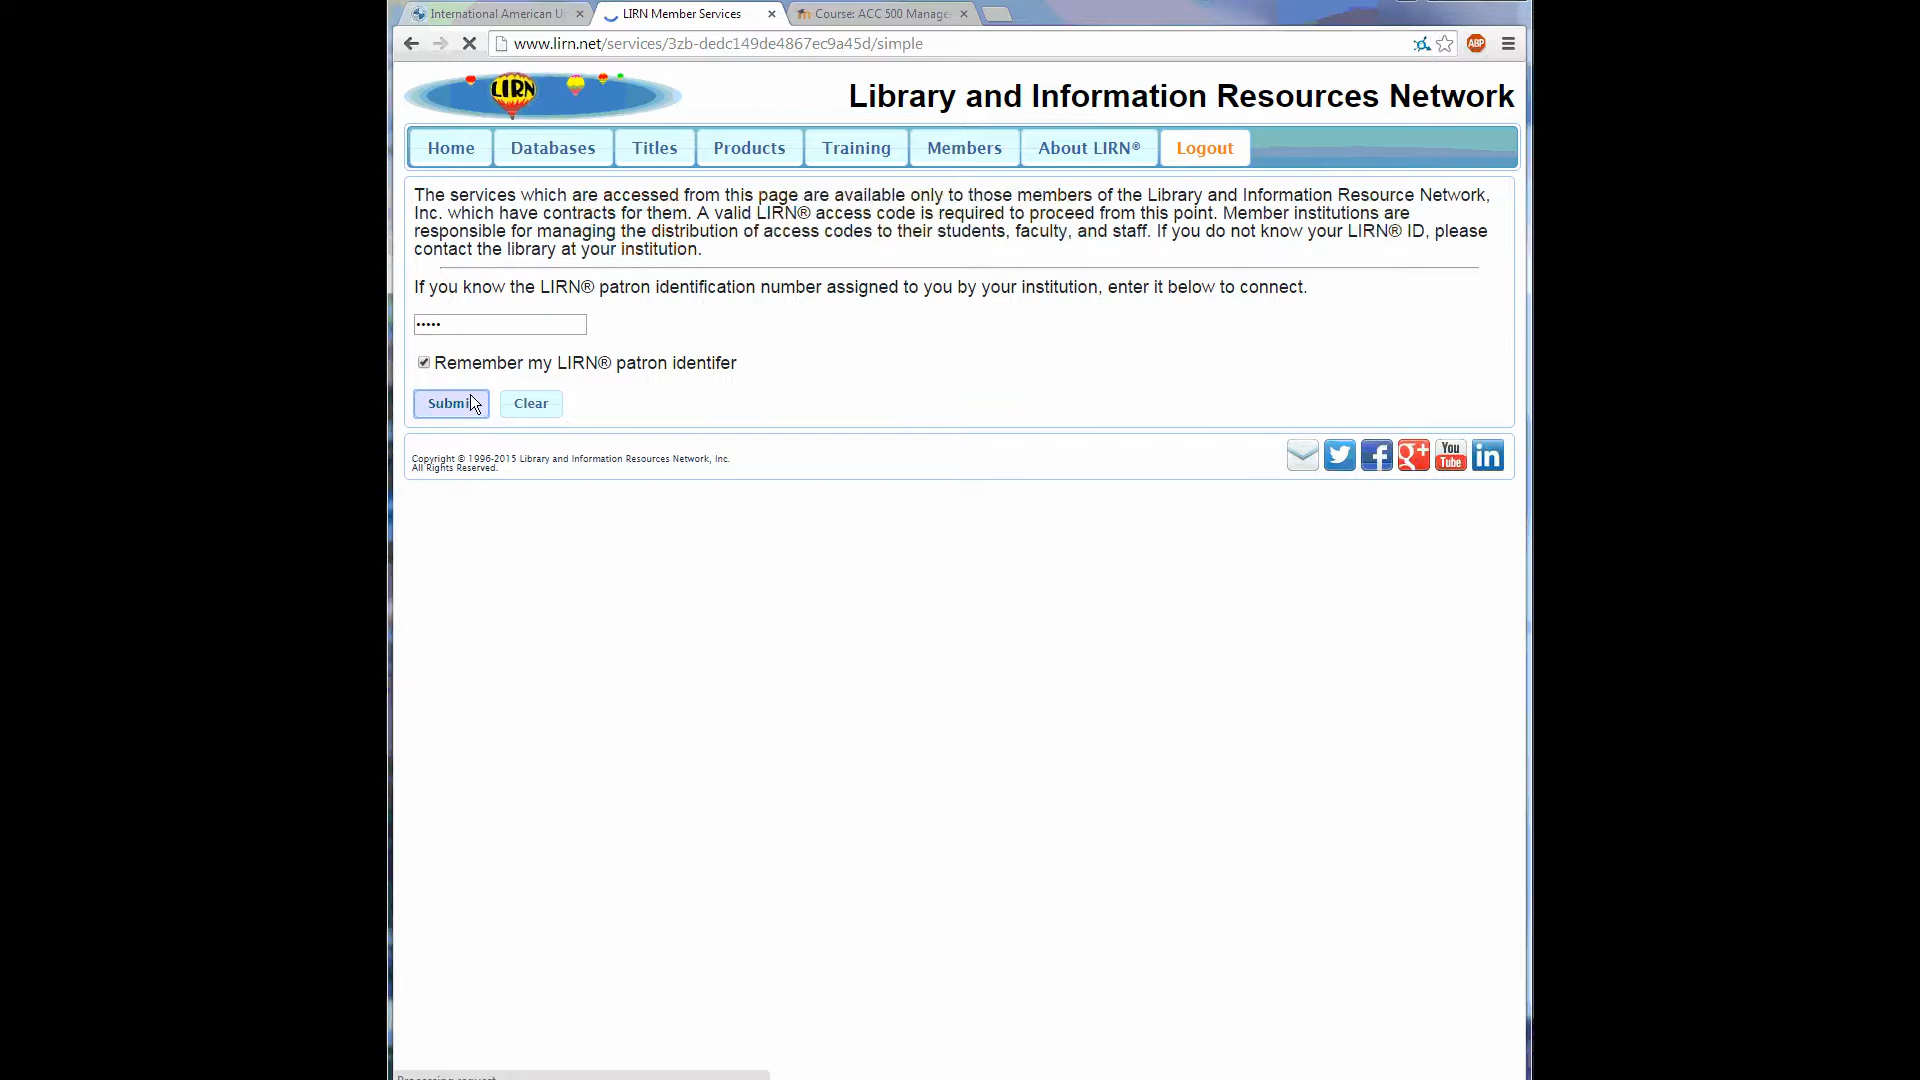 International American U
LIRN Member Services
Course: ACC 500 Manage
www.lirn.net/services/3zb-dedc149de4867ec9a45d/simple
ABP
LIRN
Library and Information Resources Network
Home
Databases
Titles
Products
Training
Members
About LIRN®
Logout
The services which are accessed from this page are available only to those members of the Library and Information Resource Network,
Inc. which have contracts for them. A valid LIRN® access code is required to proceed from this point. Member institutions are
responsible for managing the distribution of access codes to their students, faculty, and staff. If you do not know your LIRN® ID, please
contact the library at your institution.
If you know the LIRN® patron identification number assigned to you by your institution, enter it below to connect.
•••••
Remember my LIRN® patron identifer
Submi
Clear
Copyright © 1996-2015 Library and Information Resources Network, Inc.
All Rights Reserved.
You
Tube
in